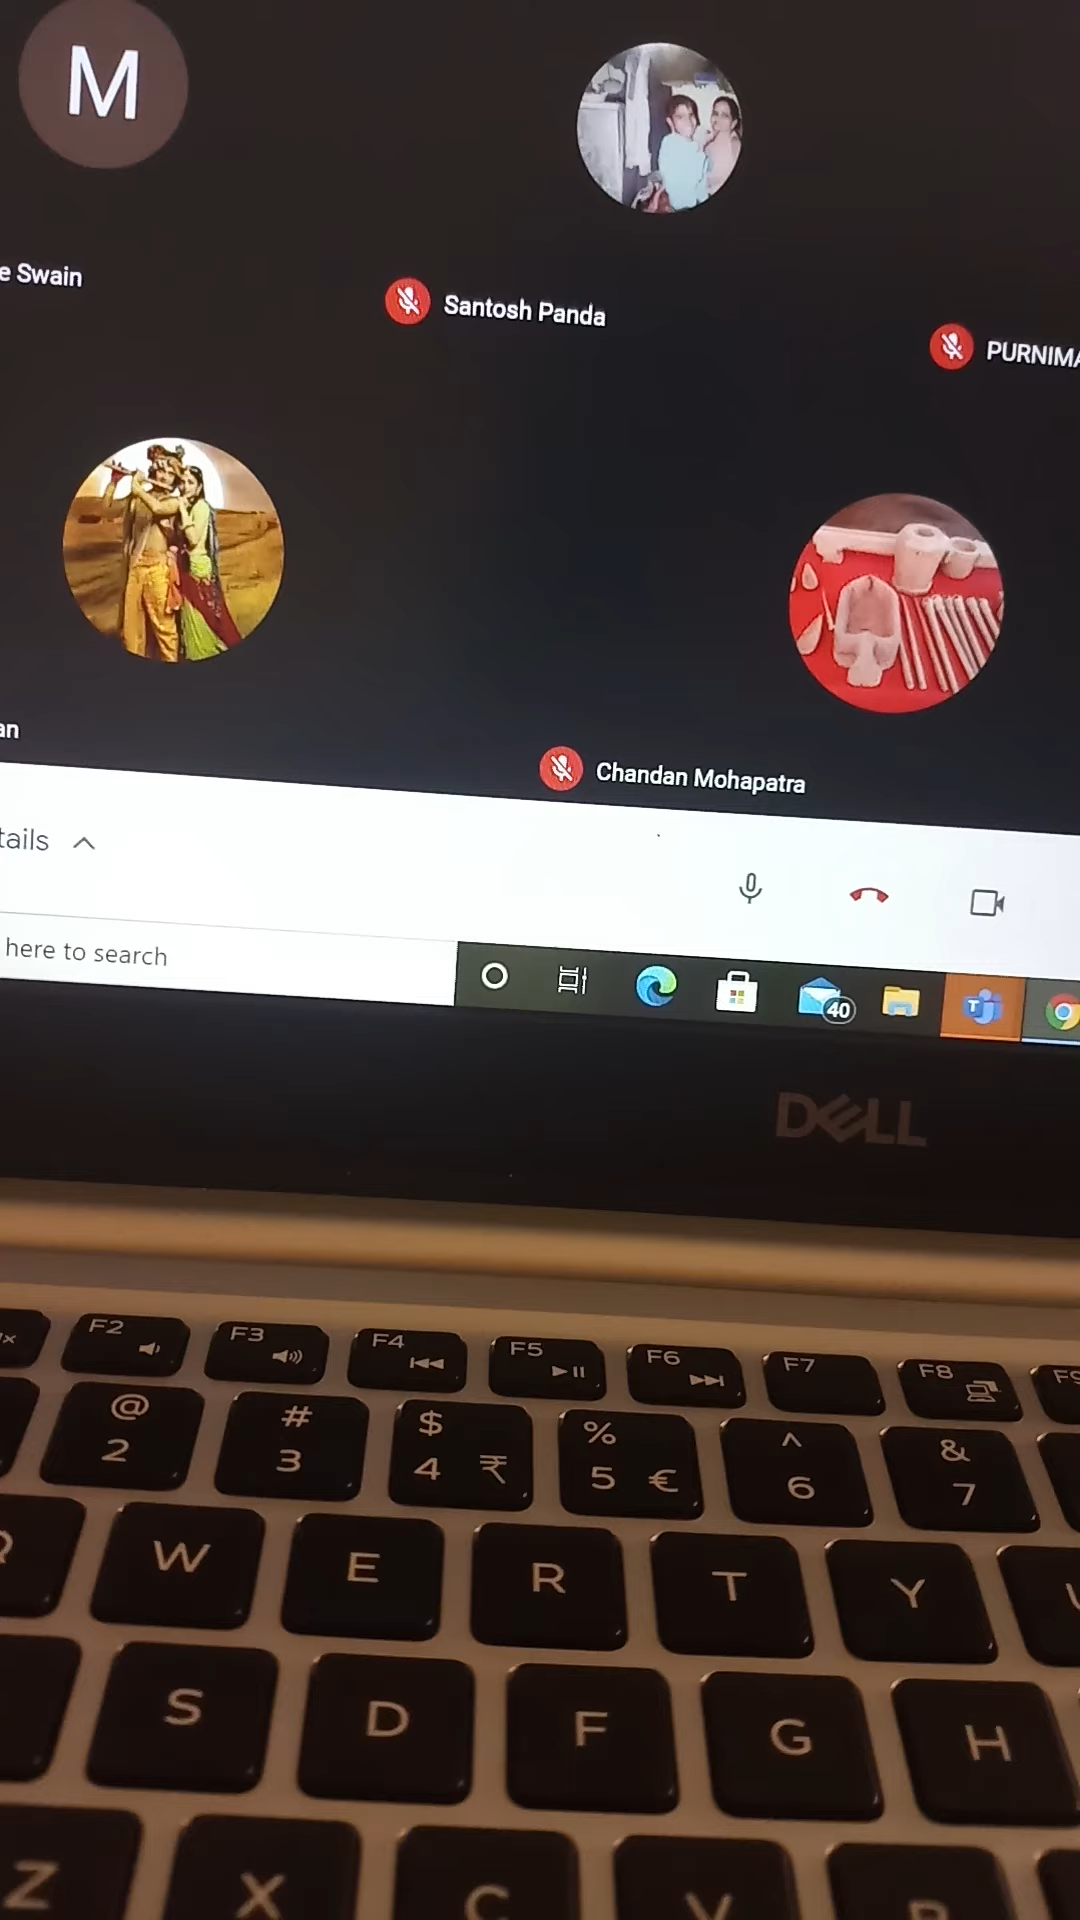 M
e Swain
Santosh Panda
PURNIMA
an
Chandan Mohapatra
tails
here to search
40
T
DELL
F2 F3 F4 F5 F6 F7 F8 F9
@ # $ % ^ &
2 3 4 ₹ 5 € 6 7
W E R T Y
S D F G H
Z X C V B